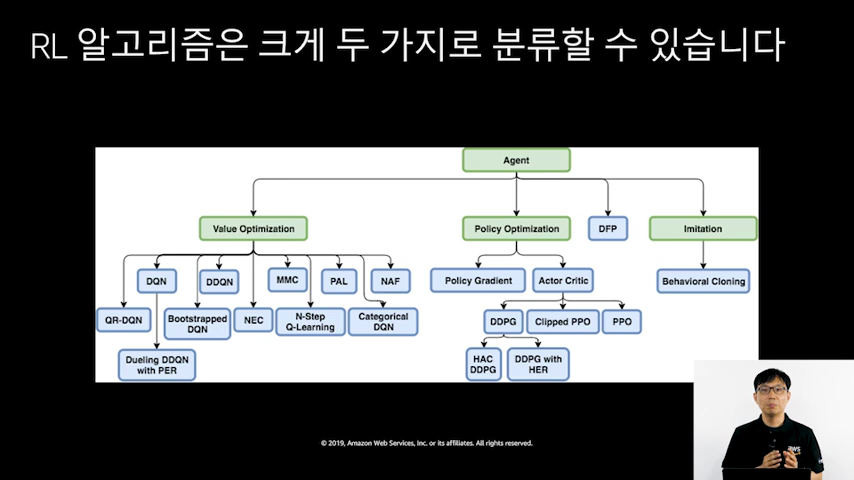 RL 알고리즘은 크게 두 가지로 분류할 수 있습니다
Agent
Value Optimization
Policy Optimization
DFP
Imitation
DQN
DDQN
MMC
PAL
NAF
Policy Gradient
Actor Critic
Behavioral Cloning
QR-DQN
Bootstrapped
DQN
NEC
N-Step
Q-Learning
Categorical
DQN
DDPG
Clipped PPO
PPO
Dueling DDQN
with PER
HAC
DDPG
DDPG with
HER
© 2019, Amazon Web Services, Inc. or its affiliates. All rights reserved.
aws